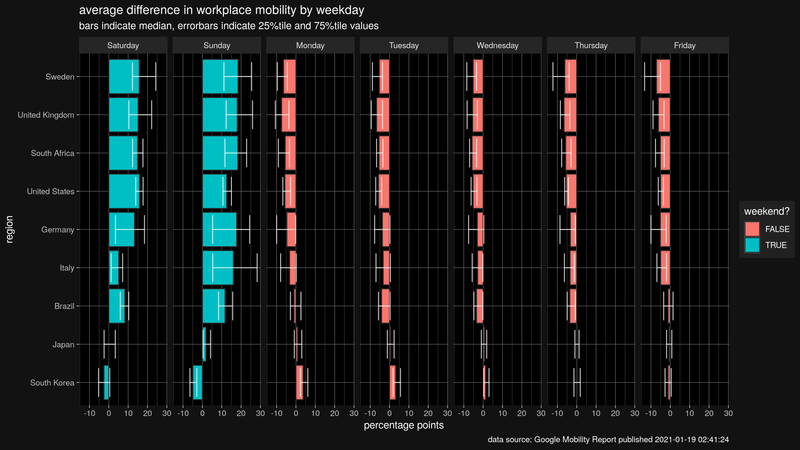 average difference in workplace mobility by weekday
bars indicate median, errorbars indicate 25%tile and 75%tile values
Saturday Sunday Monday Tuesday Wednesday Thursday Friday
Sweden
United Kingdom
South Africa
United States
Germany
Italy
Brazil
Japan
South Korea
region
weekend?
FALSE
TRUE
-10 0 10 20 30 -10 0 10 20 30 -10 0 10 20 30 -10 0 10 20 30 -10 0 10 20 30 -10 0 10 20 30 -10 0 10 20 30
percentage points
data source: Google Mobility Report published 2021-01-19 02:41:24